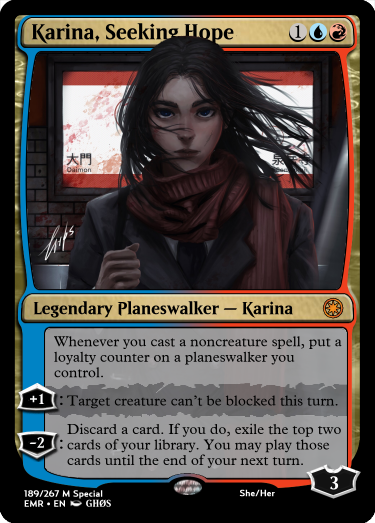 Karina, Seeking Hope 1
大門
Daimon
泉
Legendary Planeswalker — Karina
Whenever you cast a noncreature spell, put a
loyalty counter on a planeswalker you
control.
+1: Target creature can't be blocked this turn.
Discard a card. If you do, exile the top two
-2: cards of your library. You may play those
cards until the end of your next turn.
3
189/267 M Special She/Her
EMR • EN GHØS